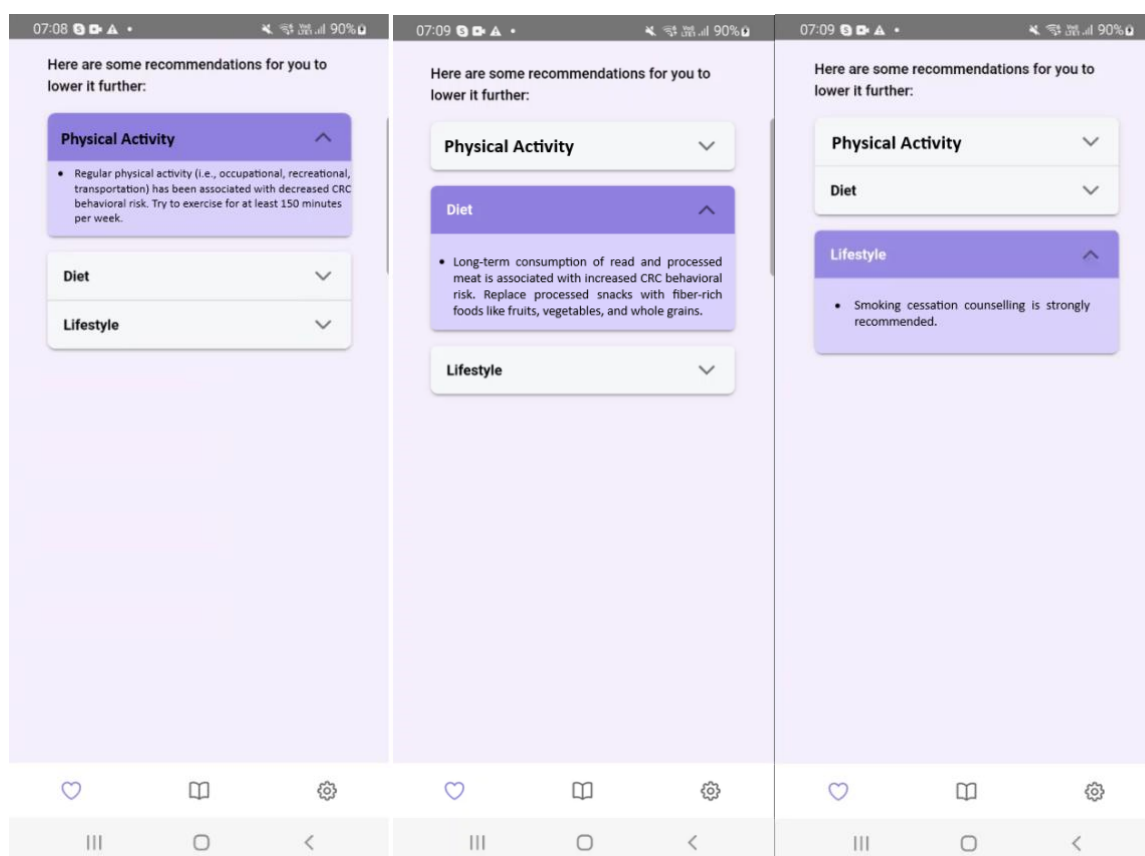 07:08
90%
Here are some recommendations for you to
lower it further:
Physical Activity
• Regular physical activity (i.e., occupational, recreational,
transportation) has been associated with decreased CRC
behavioral risk. Try to exercise for at least 150 minutes
per week.
Diet
Lifestyle
07:09
90%
Here are some recommendations for you to
lower it further:
Physical Activity
Diet
• Long-term consumption of read and processed
meat is associated with increased CRC behavioral
risk. Replace processed snacks with fiber-rich
foods like fruits, vegetables, and whole grains.
Lifestyle
07:09
90%
Here are some recommendations for you to
lower it further:
Physical Activity
Diet
Lifestyle
• Smoking cessation counselling is strongly
recommended.